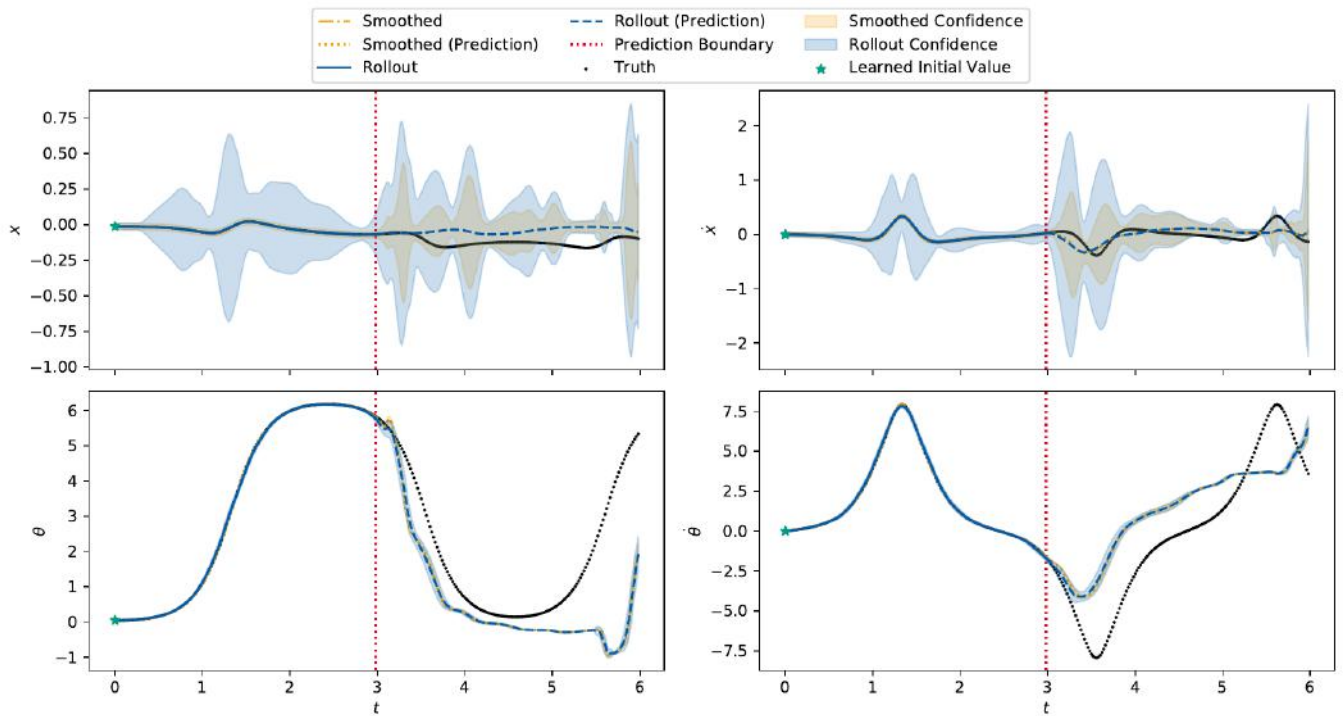 Smoothed
Smoothed (Prediction)
Rollout
Rollout (Prediction)
Prediction Boundary
Truth
Smoothed Confidence
Rollout Confidence
Learned Initial Value
0.75
0.50
0.25
0.00
−0.25
−0.50
−0.75
−1.00
x
2
1
0
−1
−2
ẋ
6
5
4
3
2
1
0
−1
θ
0 1 2 3 4 5 6
t
7.5
5.0
2.5
0.0
−2.5
−5.0
−7.5
θ̇
0 1 2 3 4 5 6
t